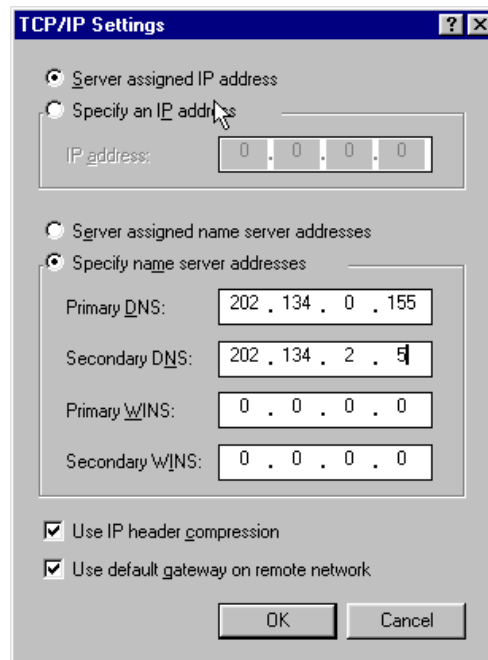 TCP/IP Settings
Server assigned IP address
Specify an IP address
IP address: 0 . 0 . 0 . 0
Server assigned name server addresses
Specify name server addresses
Primary DNS: 202 . 134 . 0 . 155
Secondary DNS: 202 . 134 . 2 . 5
Primary WINS: 0 . 0 . 0 . 0
Secondary WINS: 0 . 0 . 0 . 0
Use IP header compression
Use default gateway on remote network
OK Cancel